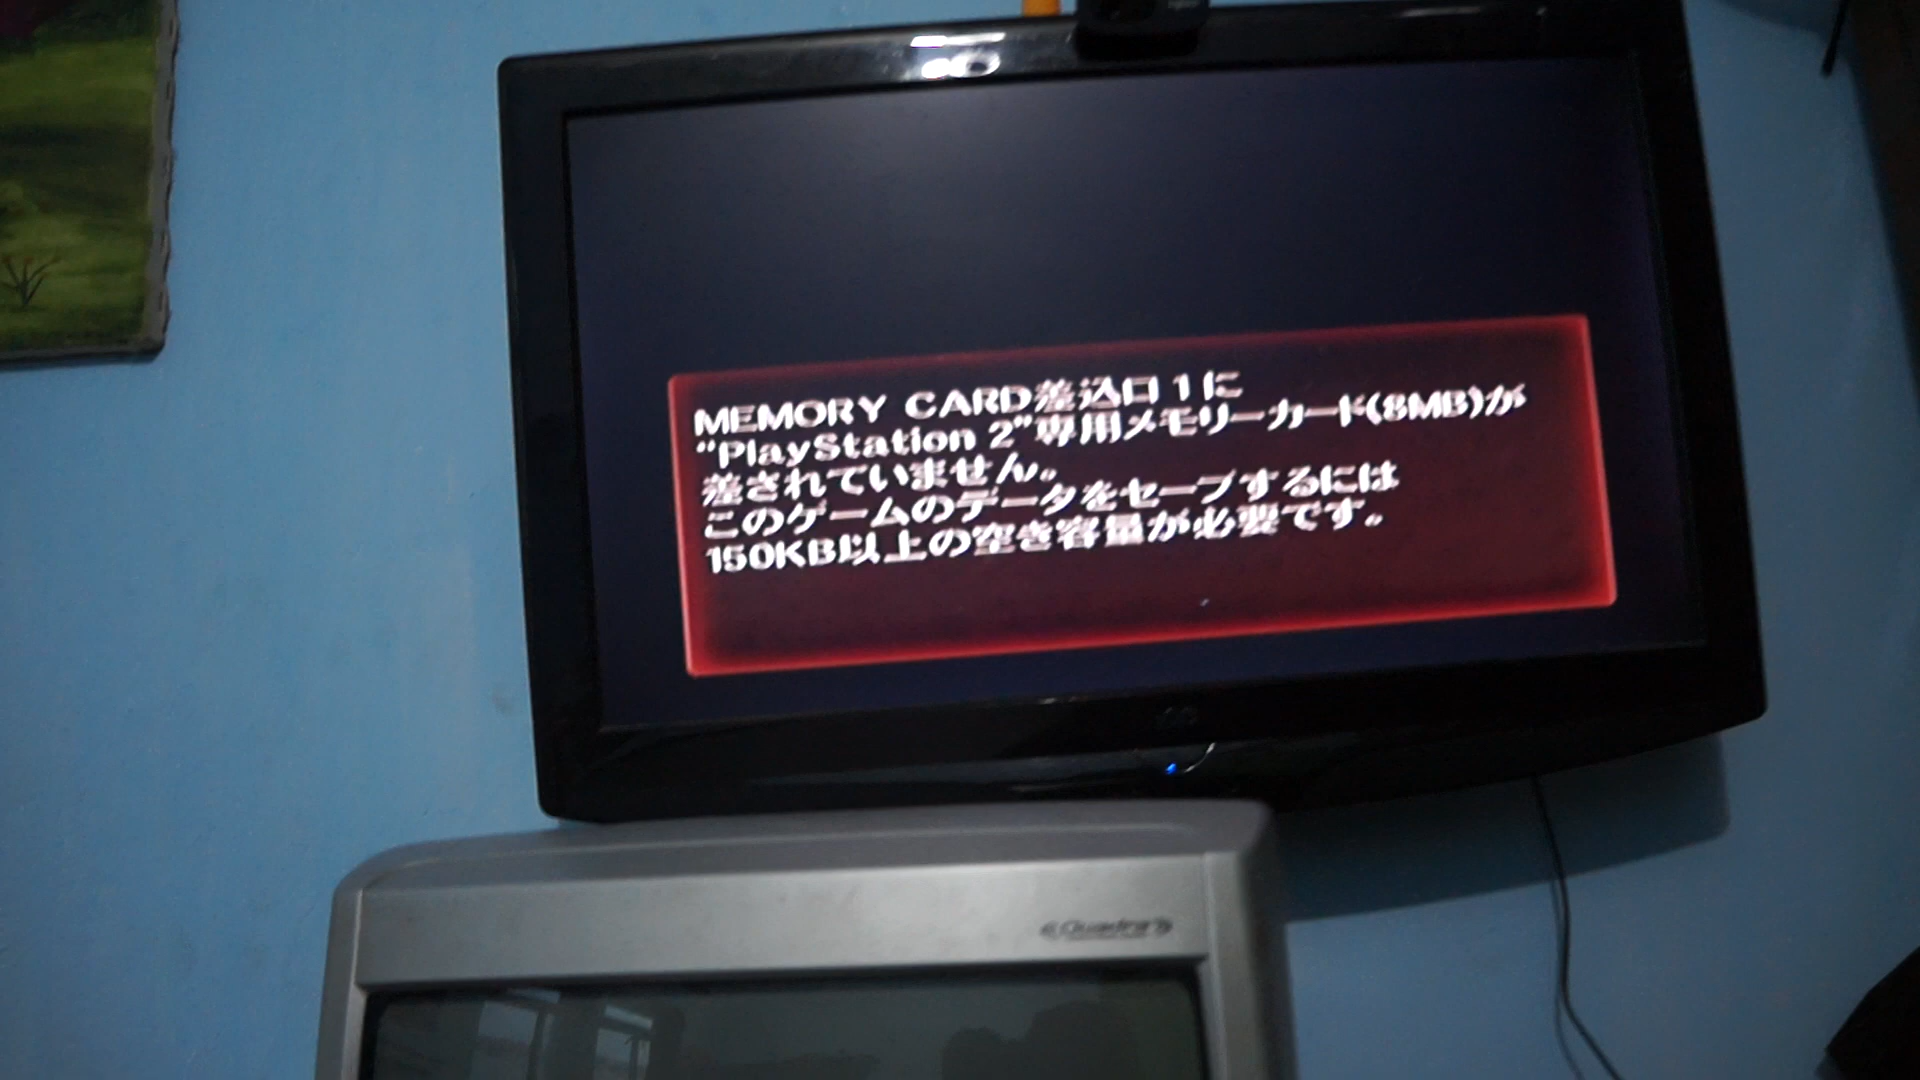 MEMORY CARD差込口 1 に
“PlayStation 2”専用メモリーカード(8MB)が
差されていません。
このゲームのデータをセーブするには
150KB以上の空き容量が必要です。
Quadra